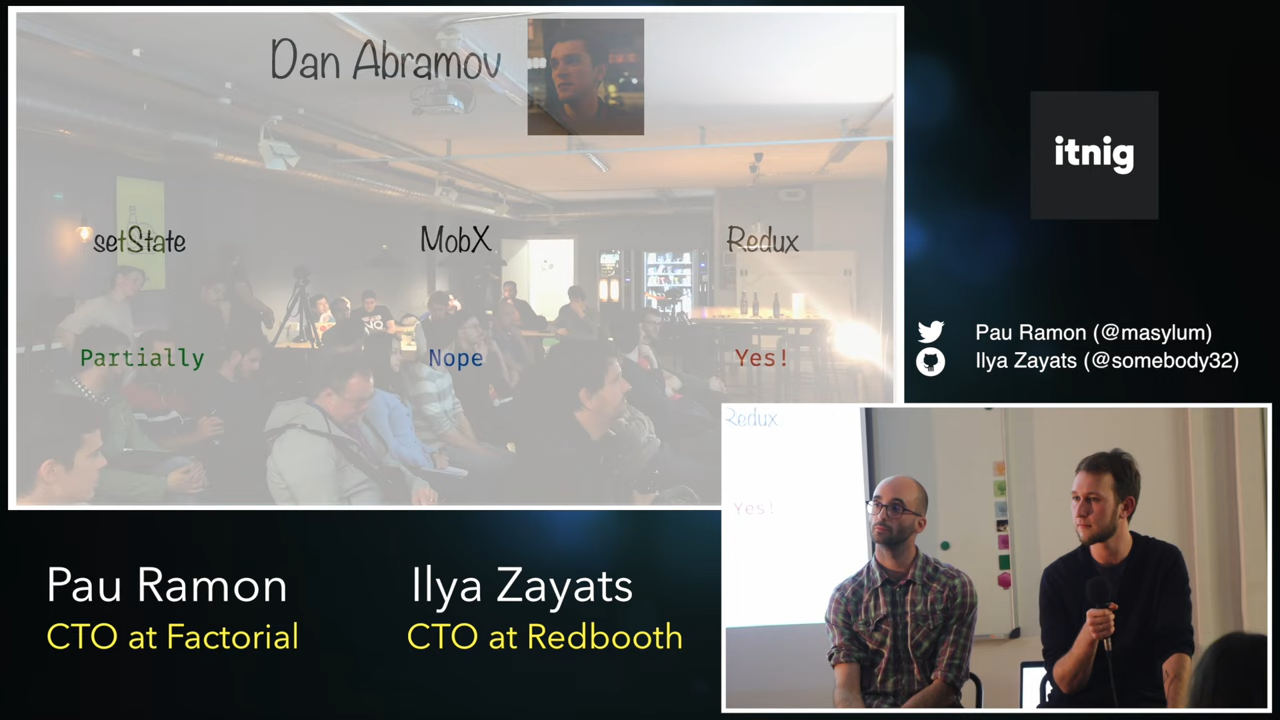 Dan Abramov
setState
MobX
Redux
Partially
Nope
Yes!
itnig
Pau Ramon (@masylum)
Ilya Zayats (@somebody32)
Redux
Yes!
Pau Ramon
CTO at Factorial
Ilya Zayats
CTO at Redbooth